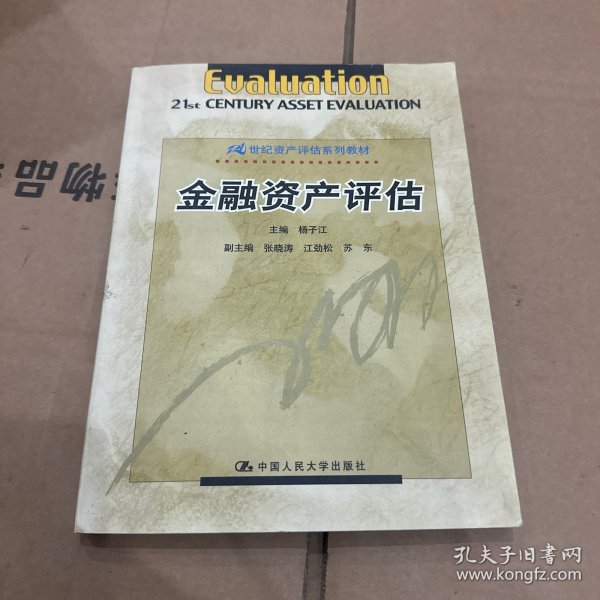 Evaluation
21st CENTURY ASSET EVALUATION
21世纪资产评估系列教材
金融资产评估
主编 杨子江
副主编 张晓涛 江劲松 苏 东
中国人民大学出版社
物品
孔夫子旧书网
www.kongfz.com